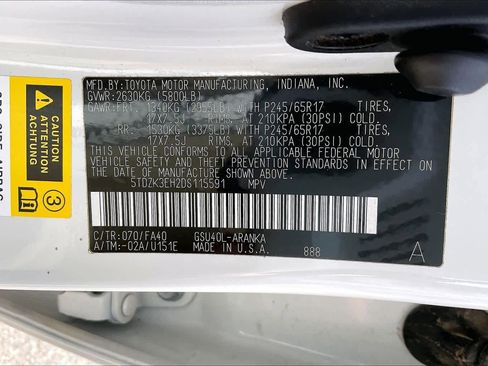 MFD.BY:TOYOTA MOTOR MANUFACTURING, INDIANA, INC.
GVWR:2630KG (5800LB)
GAWR:FRT. 1340KG (2955LB) WITH P245/65R17 TIRES,
17X7.5J RIMS, AT 210KPA (30PSI) COLD.
RR. 1530KG (3375LB) WITH P245/65R17 TIRES,
17X7.5J RIMS, AT 210KPA (30PSI) COLD.
THIS VEHICLE CONFORMS TO ALL APPLICABLE FEDERAL MOTOR
VEHICLE SAFETY AND THEFT PREVENTION STANDARDS IN EFFECT ON
THE DATE OF MANUFACTURE SHOWN ABOVE.
5TDZK3EH2DS115591 MPV
C/TR:070/FA40 GSU40L-ARANKA
A/TM:-02A/U151E MADE IN U.S.A. 888
A
CAUTION
ATTENTION
ACHTUNG
3